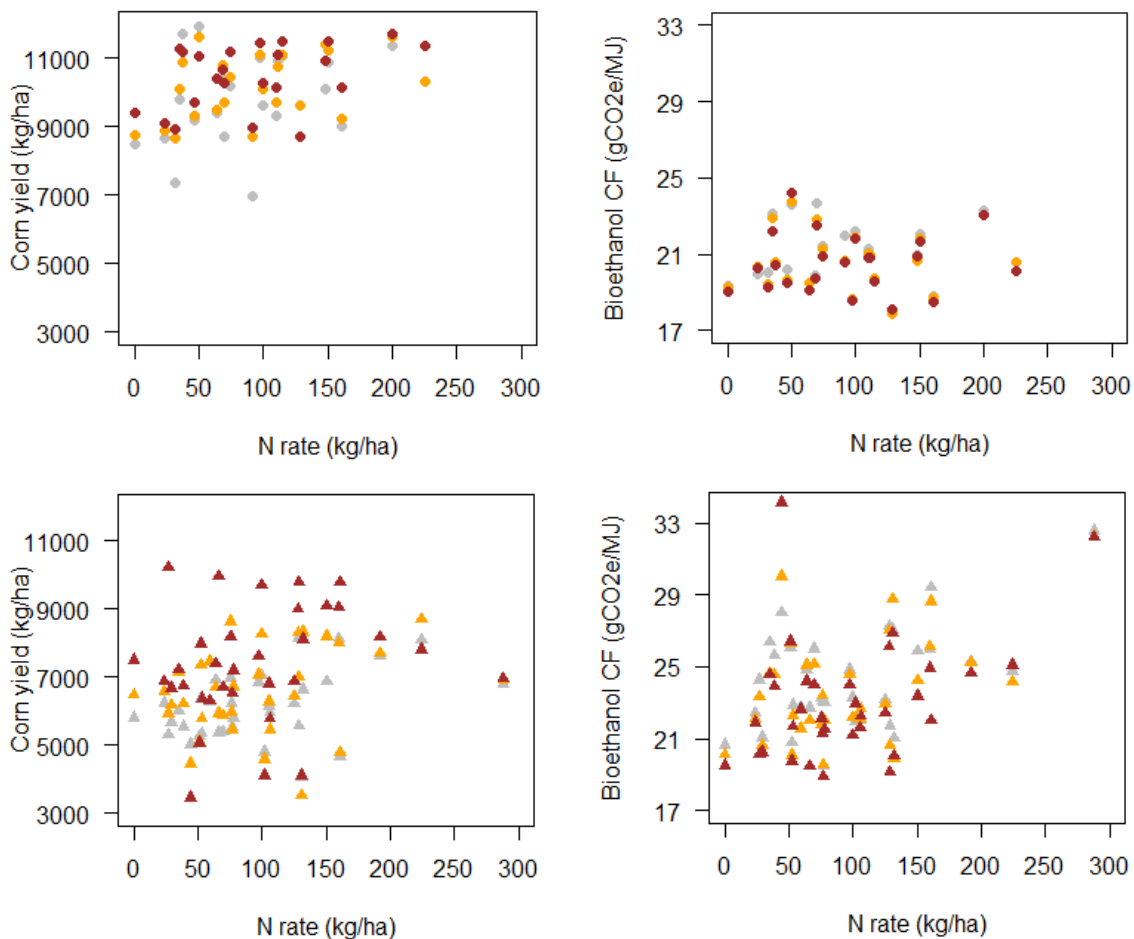 Corn yield (kg/ha)
11000
9000
7000
5000
3000
0 50 100 150 200 250 300
N rate (kg/ha)
Bioethanol CF (gCO2e/MJ)
33
29
25
21
17
0 50 100 150 200 250 300
N rate (kg/ha)
Corn yield (kg/ha)
11000
9000
7000
5000
3000
0 50 100 150 200 250 300
N rate (kg/ha)
Bioethanol CF (gCO2e/MJ)
33
29
25
21
17
0 50 100 150 200 250 300
N rate (kg/ha)